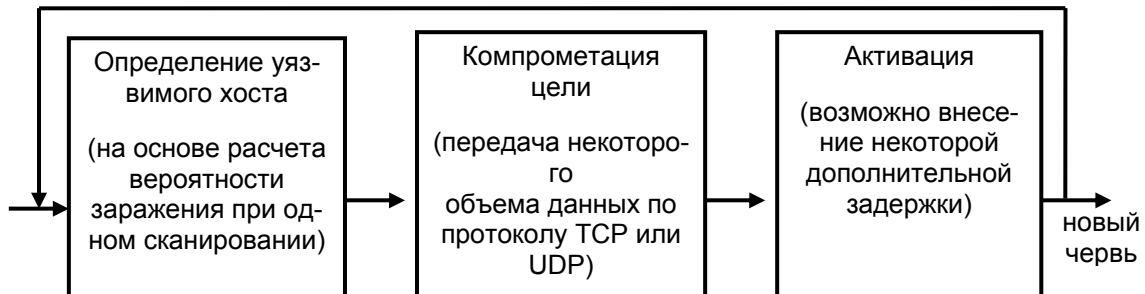 Определение уяз-
вимого хоста
(на основе расчета
вероятности
заражения при од-
ном сканировании)
Компрометация
цели
(передача некоторо-
го
объема данных по
протоколу TCP или
UDP)
Активация
(возможно внесе-
ние некоторой
дополнительной
задержки)
новый
червь